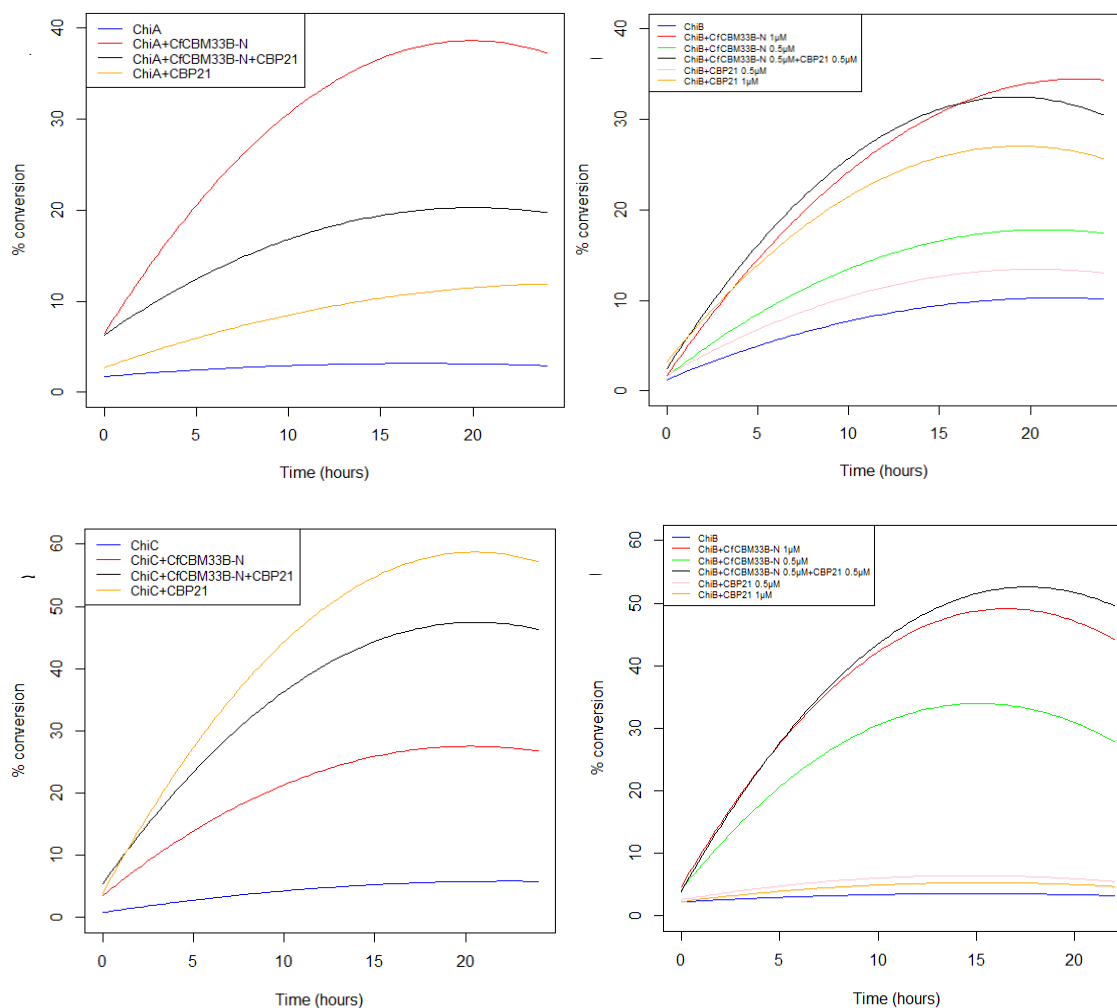 ChiA
ChiA+CfCBM33B-N
ChiA+CfCBM33B-N+CBP21
ChiA+CBP21
% conversion
0
10
20
30
40
0
5
10
15
20
Time (hours)
ChiB
ChiB+CfCBM33B-N 1µM
ChiB+CfCBM33B-N 0.5µM
ChiB+CfCBM33B-N 0.5µM+CBP21 0.5µM
ChiB+CBP21 0.5µM
ChiB+CBP21 1µM
% conversion
0
10
20
30
40
0
5
10
15
20
Time (hours)
ChiC
ChiC+CfCBM33B-N
ChiC+CfCBM33B-N+CBP21
ChiC+CBP21
% conversion
0
10
20
30
40
50
60
0
5
10
15
20
Time (hours)
ChiB
ChiB+CfCBM33B-N 1µM
ChiB+CfCBM33B-N 0.5µM
ChiB+CfCBM33B-N 0.5µM+CBP21 0.5µM
ChiB+CBP21 0.5µM
ChiB+CBP21 1µM
% conversion
0
10
20
30
40
50
60
0
5
10
15
20
Time (hours)